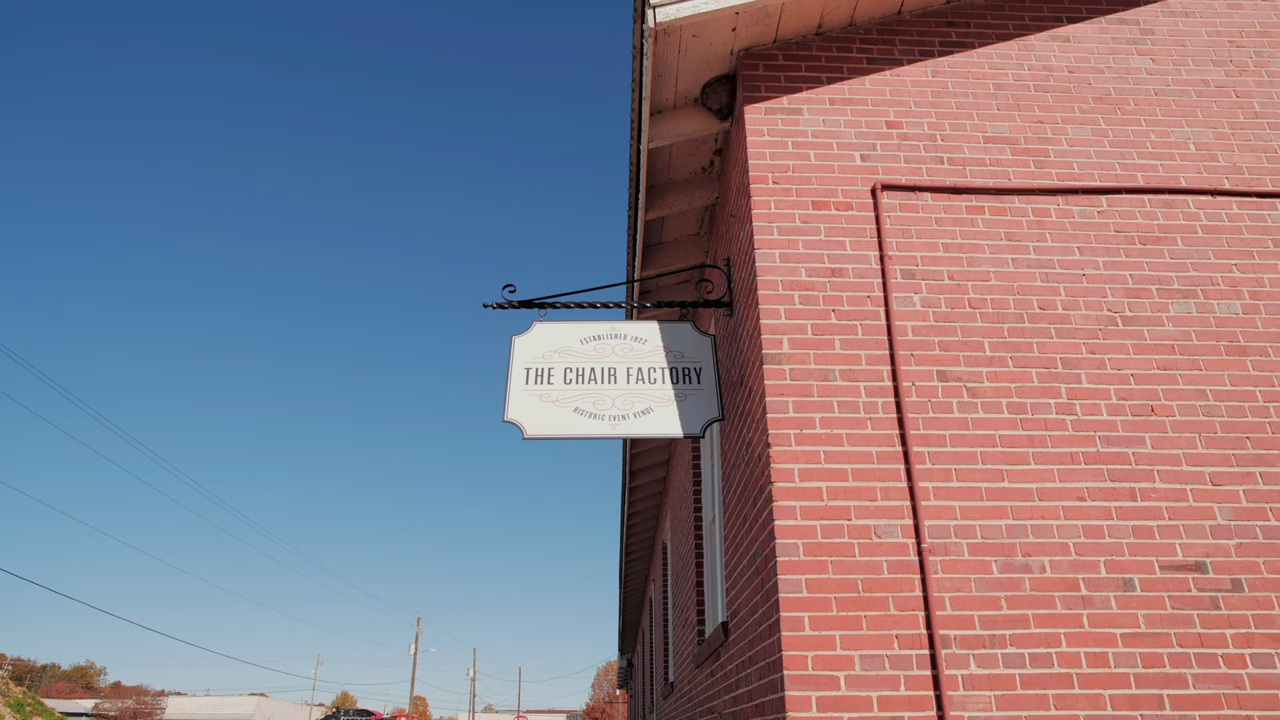 ESTABLISHED 1922
THE CHAIR FACTORY
HISTORIC EVENT VENUE